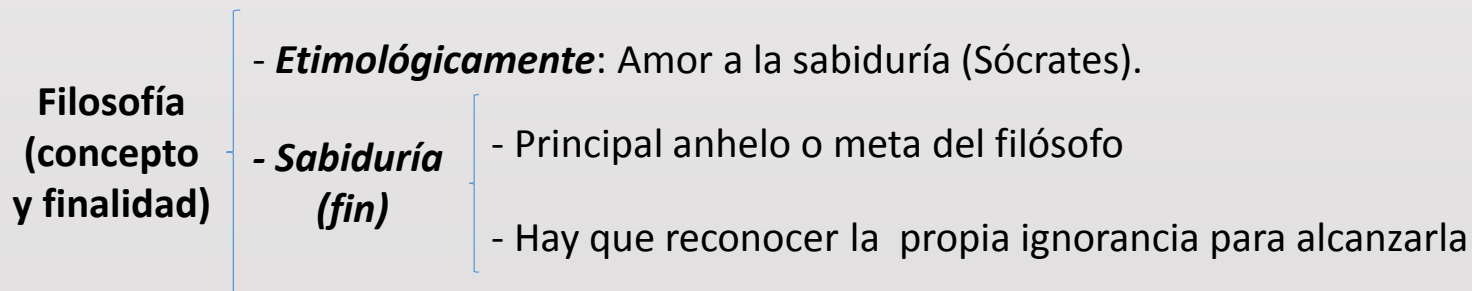 Filosofía
(concepto
y finalidad)
- Etimológicamente: Amor a la sabiduría (Sócrates).
- Sabiduría
(fin)
- Principal anhelo o meta del filósofo
- Hay que reconocer la propia ignorancia para alcanzarla